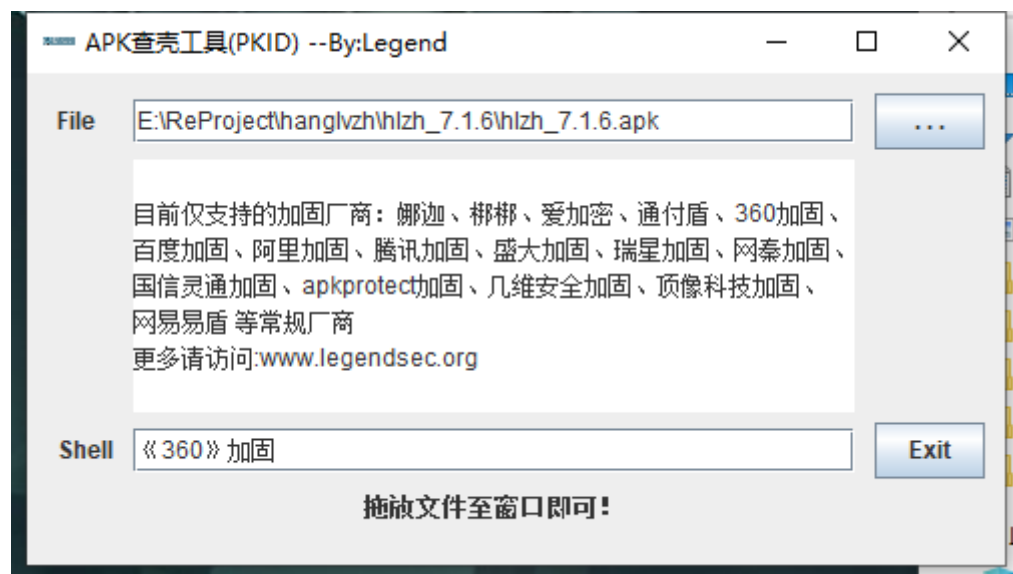 APK查壳工具(PKID) --By:Legend
File E:\ReProject\hanglvzh\hlzh_7.1.6\hlzh_7.1.6.apk ...
目前仅支持的加固厂商：娜迦、梆梆、爱加密、通付盾、360加固、
百度加固、阿里加固、腾讯加固、盛大加固、瑞星加固、网秦加固、
国信灵通加固、apkprotect加固、几维安全加固、顶像科技加固、
网易易盾 等常规厂商
更多请访问:www.legendsec.org
Shell 《360》加固 Exit
拖放文件至窗口即可！